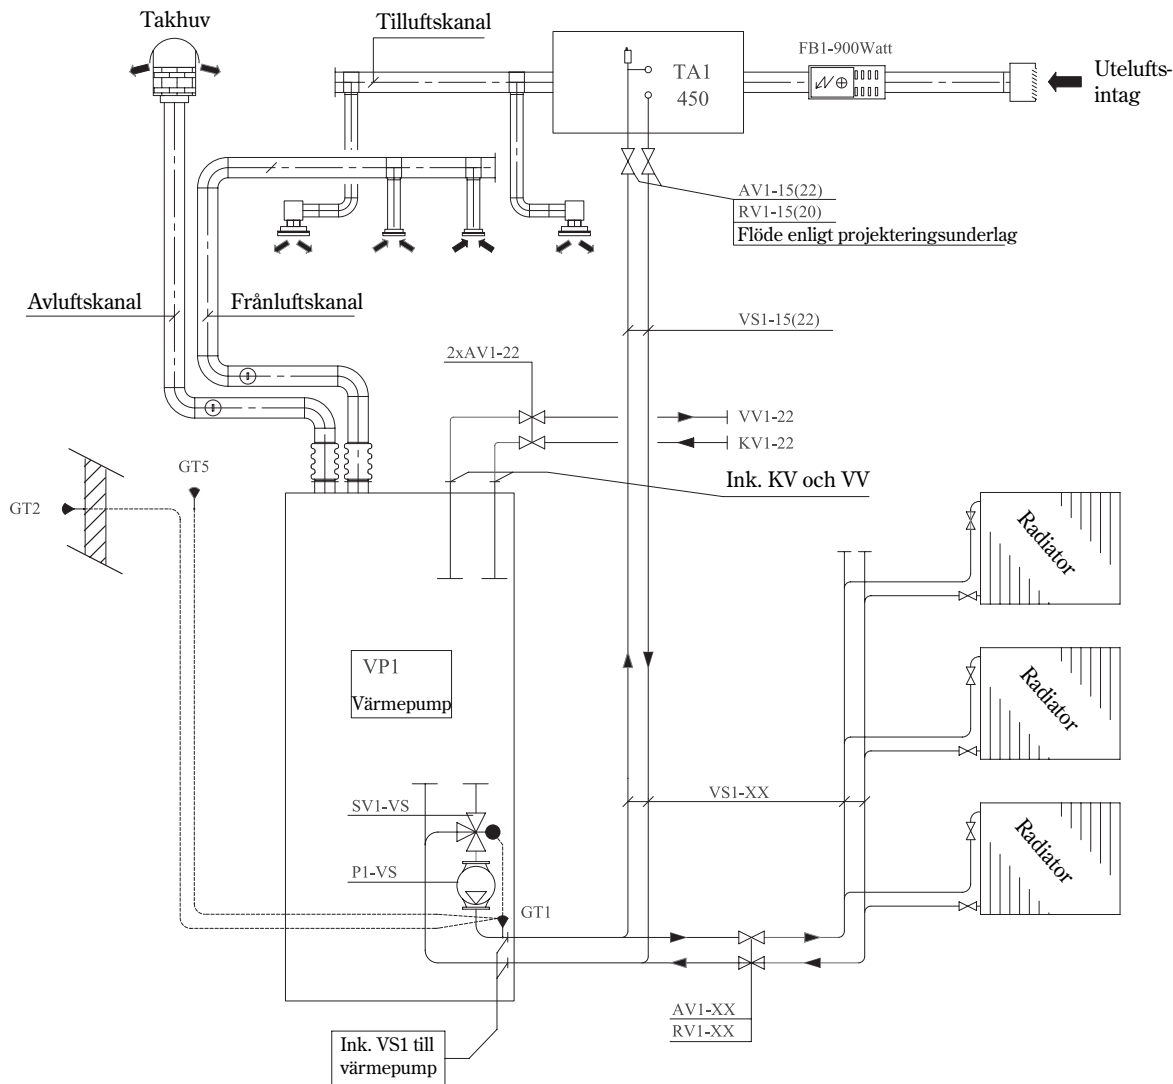 Takhuv
Tilluftskanal
FB1-900Watt
TA1
450
Utelufts-
intag
AV1-15(22)
RV1-15(20)
Flöde enligt projekteringsunderlag
Avluftskanal
Frånluftskanal
VS1-15(22)
2xAV1-22
VV1-22
KV1-22
GT5
Ink. KV och VV
GT2
Radiator
VP1
Värmepump
Radiator
VS1-XX
SV1-VS
Radiator
P1-VS
GT1
AV1-XX
RV1-XX
Ink. VS1 till
värmepump